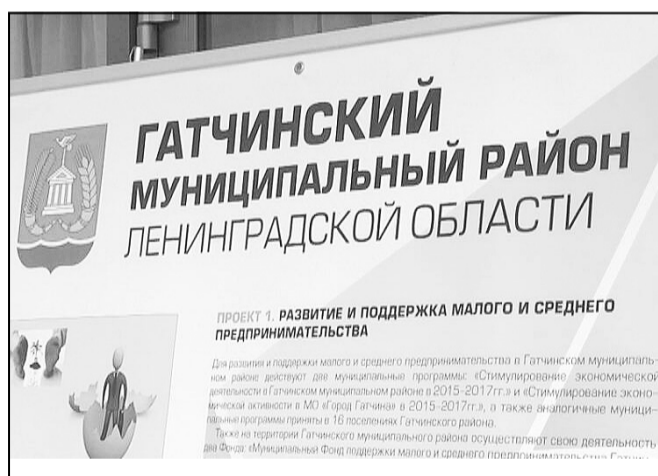 ГАТЧИНСКИЙ
МУНИЦИПАЛЬНЫЙ РАЙОН
ЛЕНИНГРАДСКОЙ ОБЛАСТИ
ПРОЕКТ 1. РАЗВИТИЕ И ПОДДЕРЖКА МАЛОГО И СРЕДНЕГО
ПРЕДПРИНИМАТЕЛЬСТВА
Для развития и поддержки малого и среднего предпринимательства в Гатчинском муниципаль-
ном районе действуют две муниципальные программы: «Стимулирование экономической
деятельности в Гатчинском муниципальном районе в 2015-2017гг.» и «Стимулирование эконо-
мической активности в МО «Город Гатчина» в 2015-2017гг.», а также аналогичные муници-
пальные программы приняты в 16 поселениях Гатчинского района.
Также на территории Гатчинского муниципального района осуществляют свою деятельность
два Фонда: «Муниципальный Фонд поддержки малого и среднего предпринимательства